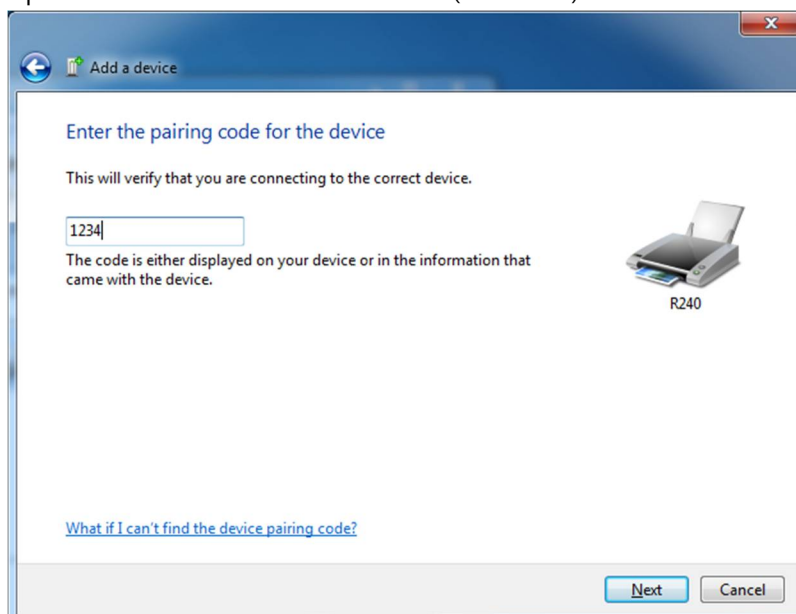 Add a device
Enter the pairing code for the device
This will verify that you are connecting to the correct device.
1234
The code is either displayed on your device or in the information that
came with the device.
R240
What if I can't find the device pairing code?
Next Cancel